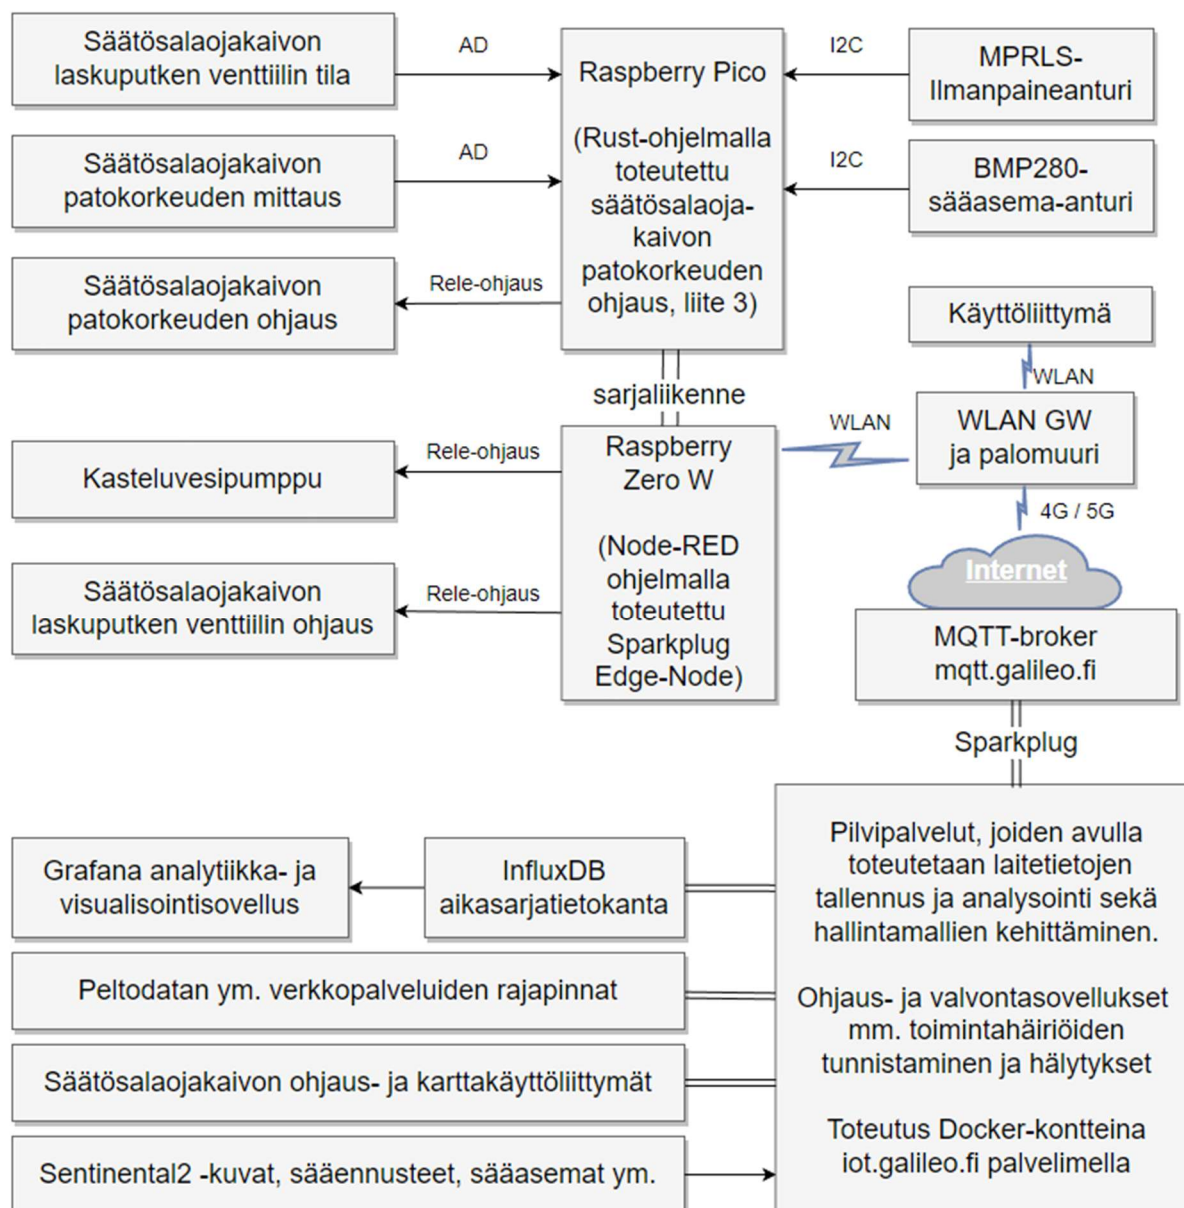 Säätösalaojakaivon
laskuputken venttiilin tila
AD
Raspberry Pico
(Rust-ohjelmalla
toteutettu
säätösalaoja-
kaivon
patokorkeuden
ohjaus, liite 3)
I2C
MPRLS-
Ilmanpaineanturi
Säätösalaojakaivon
patokorkeuden mittaus
AD
I2C
BMP280-
sääasema-anturi
Säätösalaojakaivon
patokorkeuden ohjaus
Rele-ohjaus
Käyttöliittymä
WLAN
sarjaliikenne
WLAN
WLAN GW
ja palomuuri
Kasteluvesipumppu
Rele-ohjaus
Raspberry
Zero W
(Node-RED
ohjelmalla
toteutettu
Sparkplug
Edge-Node)
4G / 5G
Internet
Säätösalaojakaivon
laskuputken venttiilin ohjaus
Rele-ohjaus
MQTT-broker
mqtt.galileo.fi
Sparkplug
Grafana analytiikka- ja
visualisointisovellus
InfluxDB
aikasarjatietokanta
Pilvipalvelut, joiden avulla
toteutetaan laitetietojen
tallennus ja analysointi sekä
hallintamallien kehittäminen.
Ohjaus- ja valvontasovellukset
mm. toimintahäiriöiden
tunnistaminen ja hälytykset
Toteutus Docker-kontteina
iot.galileo.fi palvelimella
Peltodatan ym. verkkopalveluiden rajapinnat
Säätösalaojakaivon ohjaus- ja karttakäyttöliittymät
Sentinental2 -kuvat, sääennusteet, sääasemat ym.